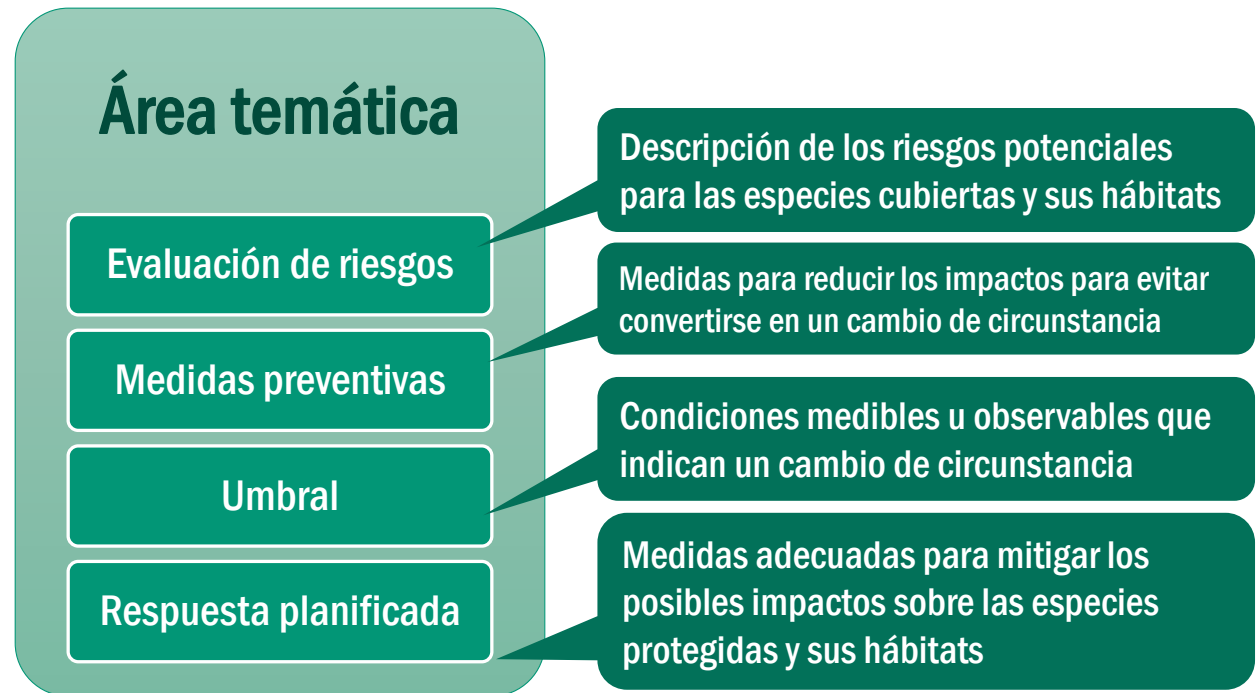 Área temática
Evaluación de riesgos
Descripción de los riesgos potenciales
para las especies cubiertas y sus hábitats
Medidas preventivas
Medidas para reducir los impactos para evitar
convertirse en un cambio de circunstancia
Umbral
Condiciones medibles u observables que
indican un cambio de circunstancia
Respuesta planificada
Medidas adecuadas para mitigar los
posibles impactos sobre las especies
protegidas y sus hábitats